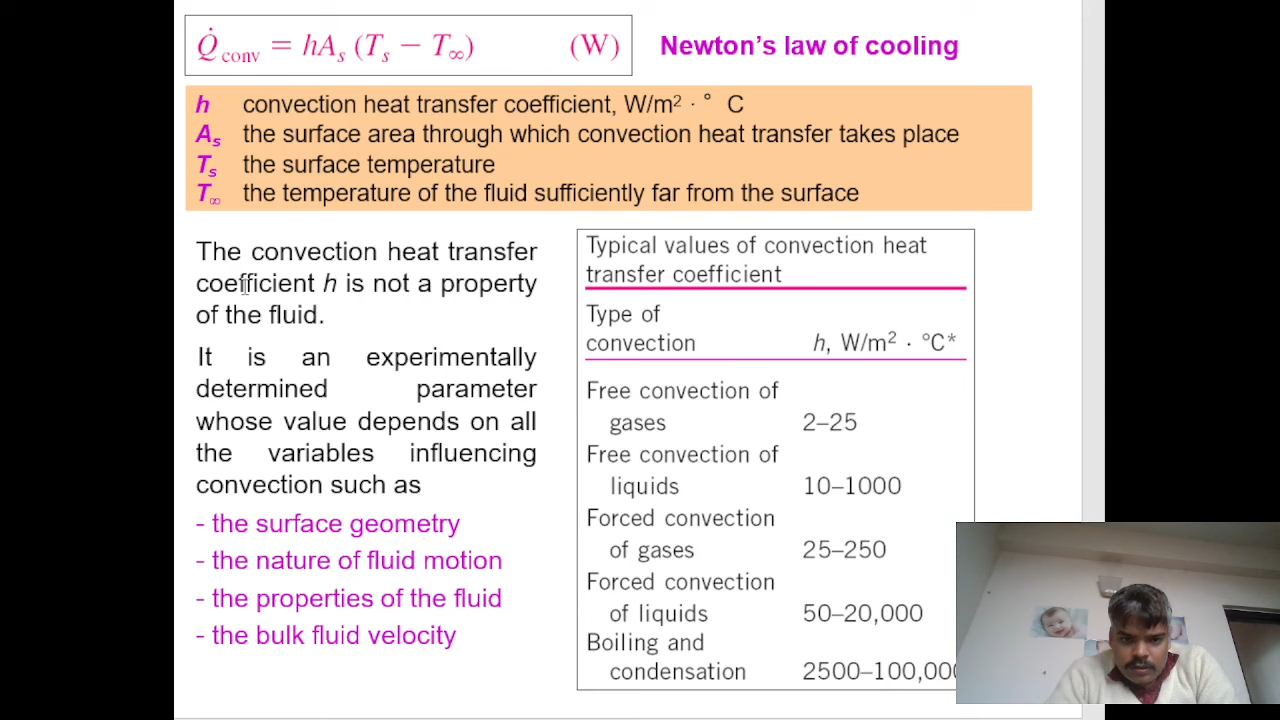 Q̇conv = hAs (Ts − T∞) (W)
Newton's law of cooling
h convection heat transfer coefficient, W/m² · ° C
As the surface area through which convection heat transfer takes place
Ts the surface temperature
T∞ the temperature of the fluid sufficiently far from the surface
The convection heat transfer
coefficient h is not a property
of the fluid.
It is an experimentally
determined parameter
whose value depends on all
the variables influencing
convection such as
- the surface geometry
- the nature of fluid motion
- the properties of the fluid
- the bulk fluid velocity
Typical values of convection heat
transfer coefficient
Type of
convection h, W/m² · °C*
Free convection of
gases 2–25
Free convection of
liquids 10–1000
Forced convection
of gases 25–250
Forced convection
of liquids 50–20,000
Boiling and
condensation 2500–100,00